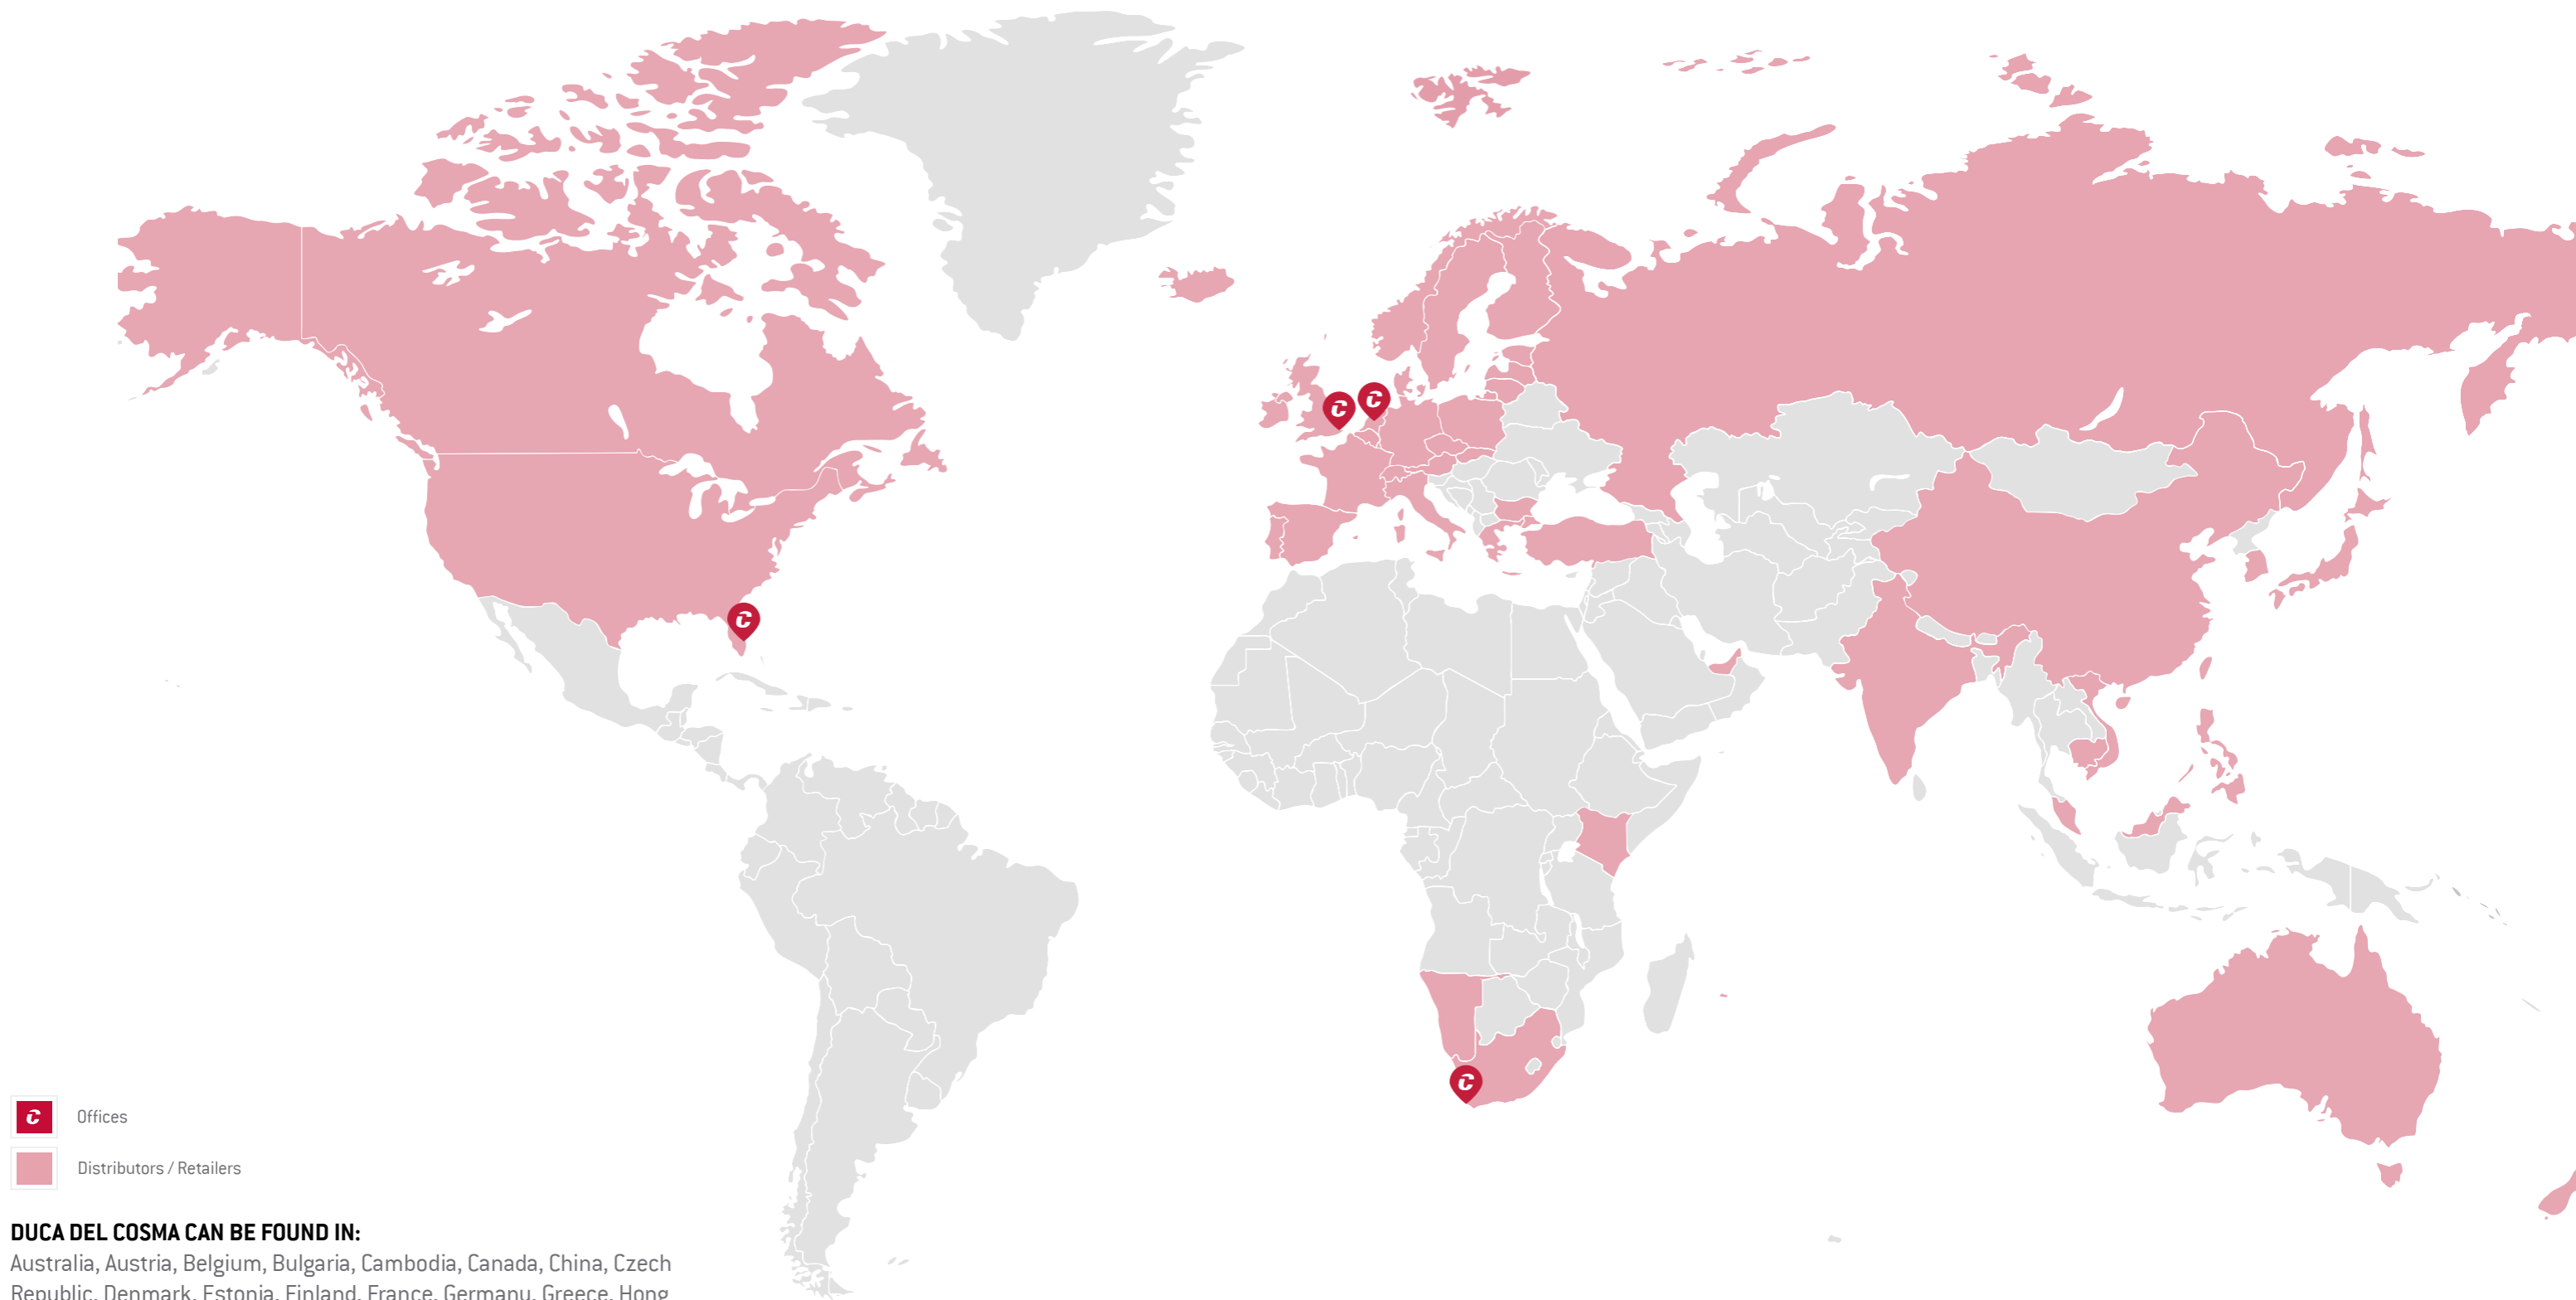 Offices
Distributors / Retailers
DUCA DEL COSMA CAN BE FOUND IN:
Australia, Austria, Belgium, Bulgaria, Cambodia, Canada, China, Czech
Republic, Denmark, Estonia, Finland, France, Germany, Greece, Hong